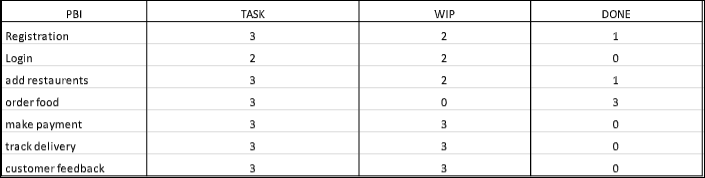 PBI TASK WIP DONE
Registration 3 2 1
Login 2 2 0
add restaurents 3 2 1
order food 3 0 3
make payment 3 3 0
track delivery 3 3 0
customer feedback 3 3 0